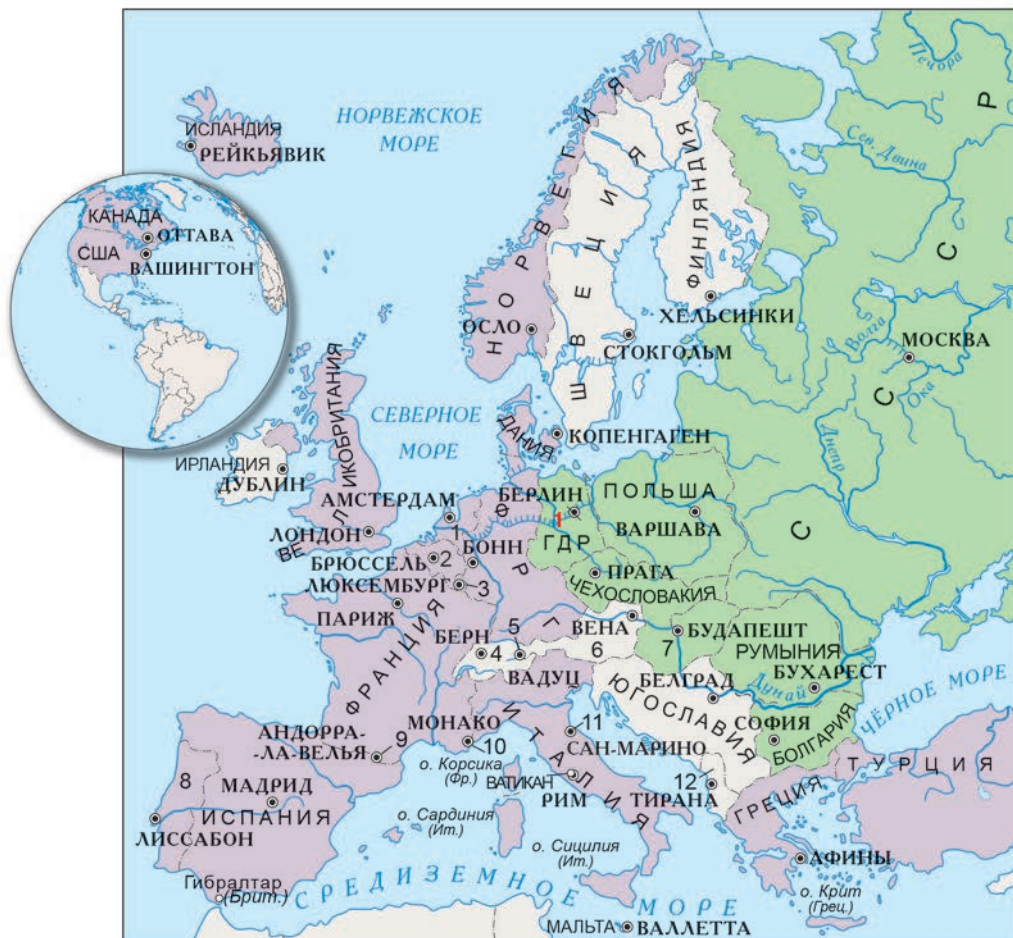 Печора
Р
ИСЛАНДИЯ
РЕЙКЬЯВИК
НОРВЕЖСКОЕ
МОРЕ
Сев. Двина
КАНАДА
ОТТАВА
США
ВАШИНГТОН
НОРВЕГИЯ
ШВЕЦИЯ
ФИНЛЯНДИЯ
С
ХЕЛЬСИНКИ
ОСЛО
СТОКГОЛЬМ
Волга
МОСКВА
Ока
С
ВЕЛИКОБРИТАНИЯ
СЕВЕРНОЕ
МОРЕ
ДАНИЯ
КОПЕНГАГЕН
Днепр
ИРЛАНДИЯ
ДУБЛИН
АМСТЕРДАМ
БЕРЛИН
ПОЛЬША
ВАРШАВА
I
ГДР
С
ЛОНДОН
1
БОНН
ФРГ
БРЮССЕЛЬ
2
ЛЮКСЕМБУРГ
3
ПРАГА
ЧЕХОСЛОВАКИЯ
ПАРИЖ
ФРАНЦИЯ
БЕРН
4
5
ВАДУЦ
ВЕНА
6
БУДАПЕШТ
7
РУМЫНИЯ
БУХАРЕСТ
БЕЛГРАД
Дунай
ЮГОСЛАВИЯ
СОФИЯ
БОЛГАРИЯ
ЧЁРНОЕ МОРЕ
АНДОРРА-
-ЛА-ВЕЛЬЯ
9
МОНАКО
10
о. Корсика
(Фр.)
ИТАЛИЯ
11
САН-МАРИНО
ВАТИКАН
РИМ
12
ТИРАНА
ГРЕЦИЯ
ТУРЦИЯ
8
МАДРИД
ИСПАНИЯ
ЛИССАБОН
о. Сардиния
(Ит.)
о. Сицилия
(Ит.)
АФИНЫ
Гибралтар
(Брит.)
СРЕДИЗЕМНОЕ МОРЕ
о. Крит
(Грец.)
МАЛЬТА
ВАЛЛЕТТА